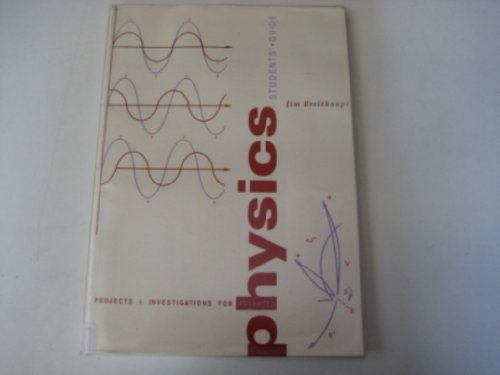 STUDENTS' • GUIDE
Jim Breithaupt
physics
PROJECTS & INVESTIGATIONS FOR ADVANCED